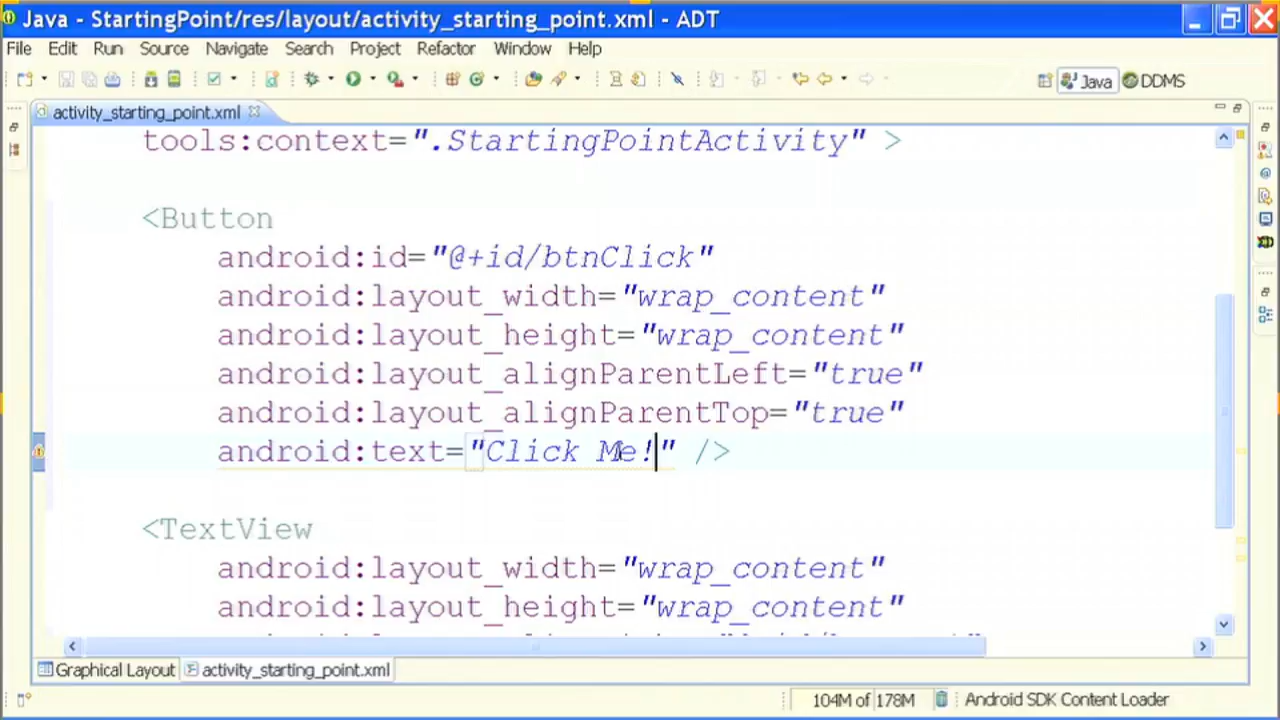 Java - StartingPoint/res/layout/activity_starting_point.xml - ADT
File Edit Run Source Navigate Search Project Refactor Window Help
Java DDMS
activity_starting_point.xml
tools:context=".StartingPointActivity" >
<Button
android:id="@+id/btnClick"
android:layout_width="wrap_content"
android:layout_height="wrap_content"
android:layout_alignParentLeft="true"
android:layout_alignParentTop="true"
android:text="Click Me!" />
<TextView
android:layout_width="wrap_content"
android:layout_height="wrap_content"
Graphical Layout activity_starting_point.xml
104M of 178M Android SDK Content Loader